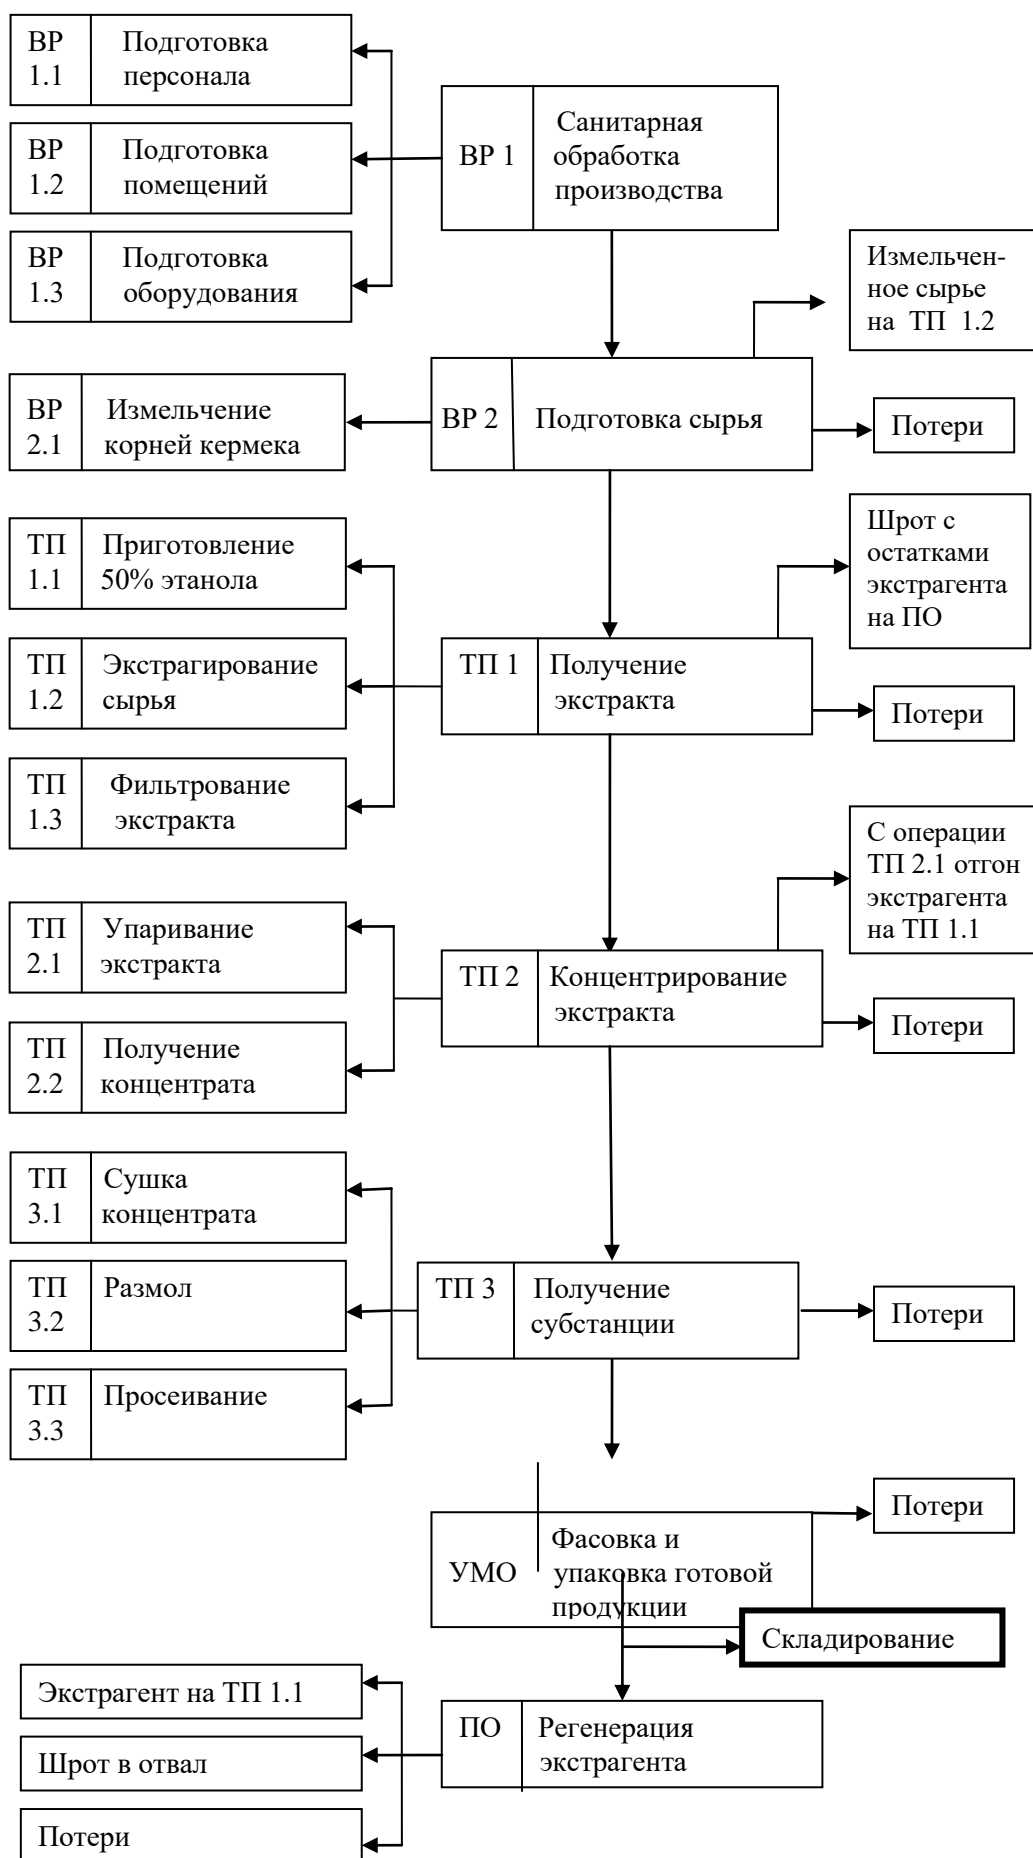 ВР
1.1
Подготовка
персонала
ВР
1.2
Подготовка
помещений
ВР
1.3
Подготовка
оборудования
ВР 1
Санитарная
обработка
производства
Измельчен-
ное сырье
на ТП 1.2
ВР
2.1
Измельчение
корней кермека
ВР 2
Подготовка сырья
Потери
ТП
1.1
Приготовление
50% этанола
ТП
1.2
Экстрагирование
сырья
ТП
1.3
Фильтрование
экстракта
ТП 1
Получение
экстракта
Шрот с
остатками
экстрагента
на ПО
Потери
ТП
2.1
Упаривание
экстракта
ТП
2.2
Получение
концентрата
ТП 2
Концентрирование
экстракта
С операции
ТП 2.1 отгон
экстрагента
на ТП 1.1
Потери
ТП
3.1
Сушка
концентрата
ТП
3.2
Размол
ТП
3.3
Просеивание
ТП 3
Получение
субстанции
Потери
УМО
Фасовка и
упаковка готовой
продукции
Потери
Складирование
Экстрагент на ТП 1.1
Шрот в отвал
Потери
ПО
Регенерация
экстрагента